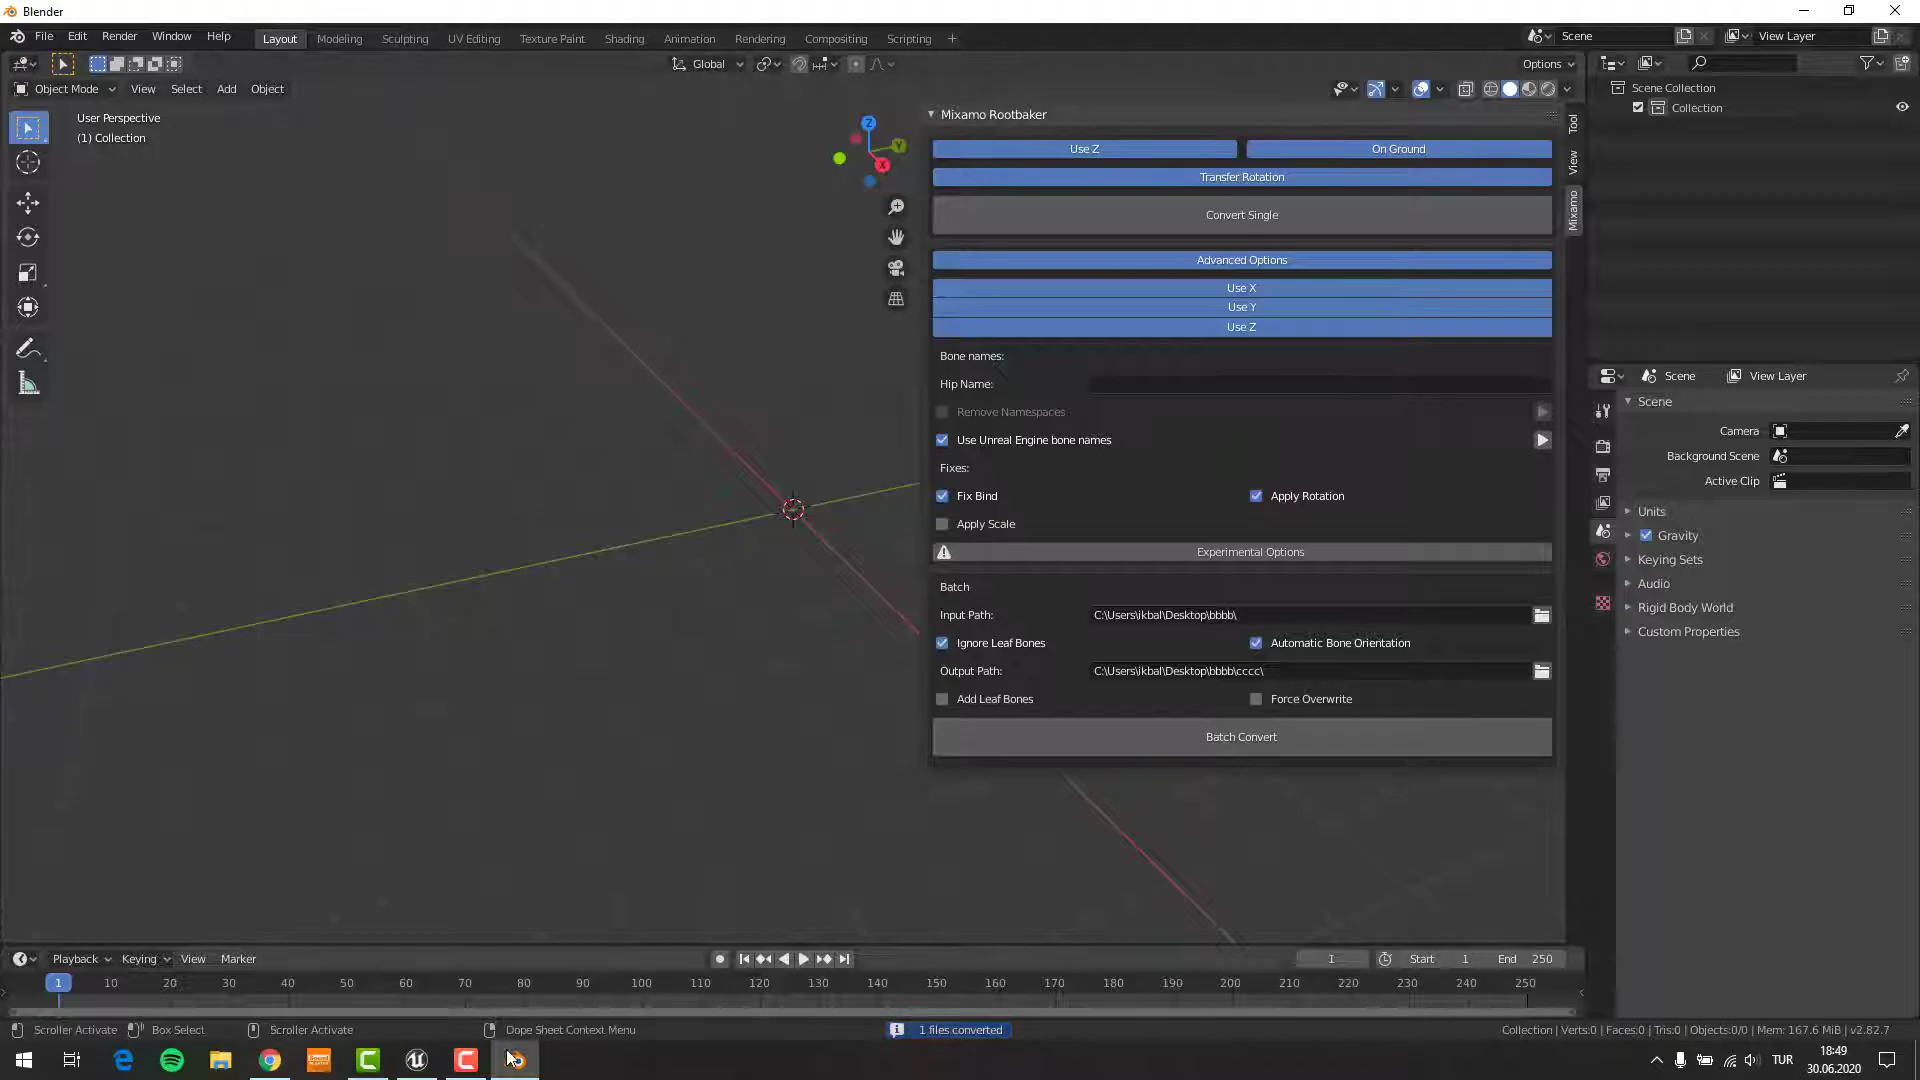 Blender
File Edit Render Window Help
Layout Modeling Sculpting UV Editing Texture Paint Shading Animation Rendering Compositing Scripting +
Scene
View Layer
Global
Options
Object Mode View Select Add Object
User Perspective
(1) Collection
Z
Y
X
Mixamo Rootbaker
Use Z On Ground
Transfer Rotation
Convert Single
Advanced Options
Use X
Use Y
Use Z
Bone names:
Hip Name:
Remove Namespaces
Use Unreal Engine bone names
Fixes:
Fix Bind Apply Rotation
Apply Scale
Experimental Options
Batch
Input Path: C:\Users\ikbal\Desktop\bbbb\
Ignore Leaf Bones Automatic Bone Orientation
Output Path: C:\Users\ikbal\Desktop\bbbb\cccc\
Add Leaf Bones Force Overwrite
Batch Convert
Tool
View
Mixamo
Scene Collection
Collection
Scene View Layer
Scene
Camera
Background Scene
Active Clip
Units
Gravity
Keying Sets
Audio
Rigid Body World
Custom Properties
Playback Keying View Marker
1 Start 1 End 250
1 10 20 30 40 50 60 70 80 90 100 110 120 130 140 150 160 170 180 190 200 210 220 230 240 250
Scroller Activate Box Select Scroller Activate Dope Sheet Context Menu
1 files converted
Collection | Verts:0 | Faces:0 | Tris:0 | Objects:0/0 | Mem: 167.6 MiB | v2.82.7
TUR
18:49
30.06.2020